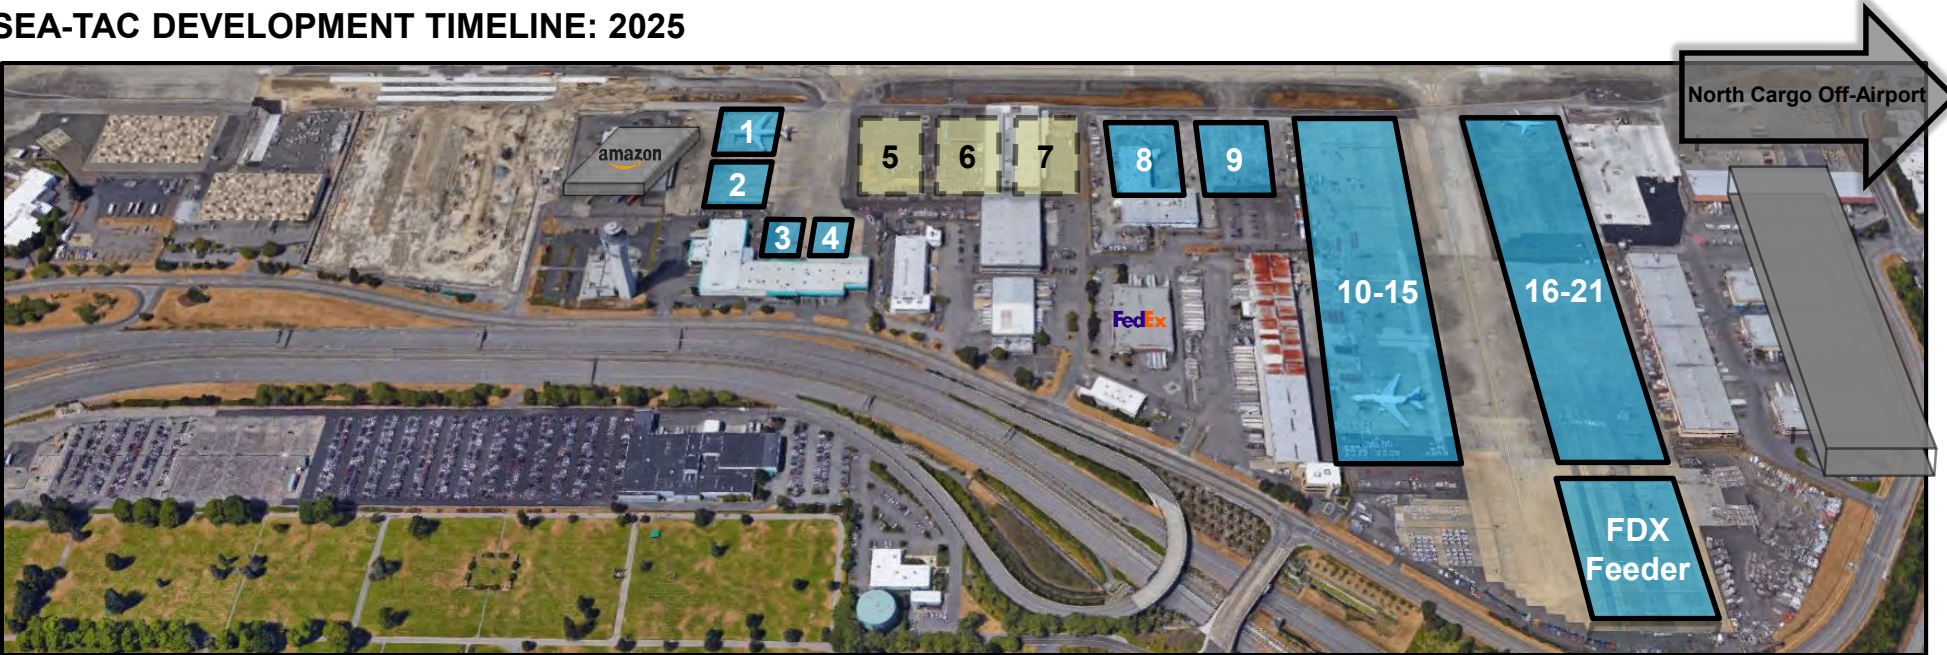 SEA-TAC DEVELOPMENT TIMELINE: 2025
North Cargo Off-Airport
amazon
1
2
3
4
5
6
7
8
9
10-15
16-21
FedEx
FDX
Feeder